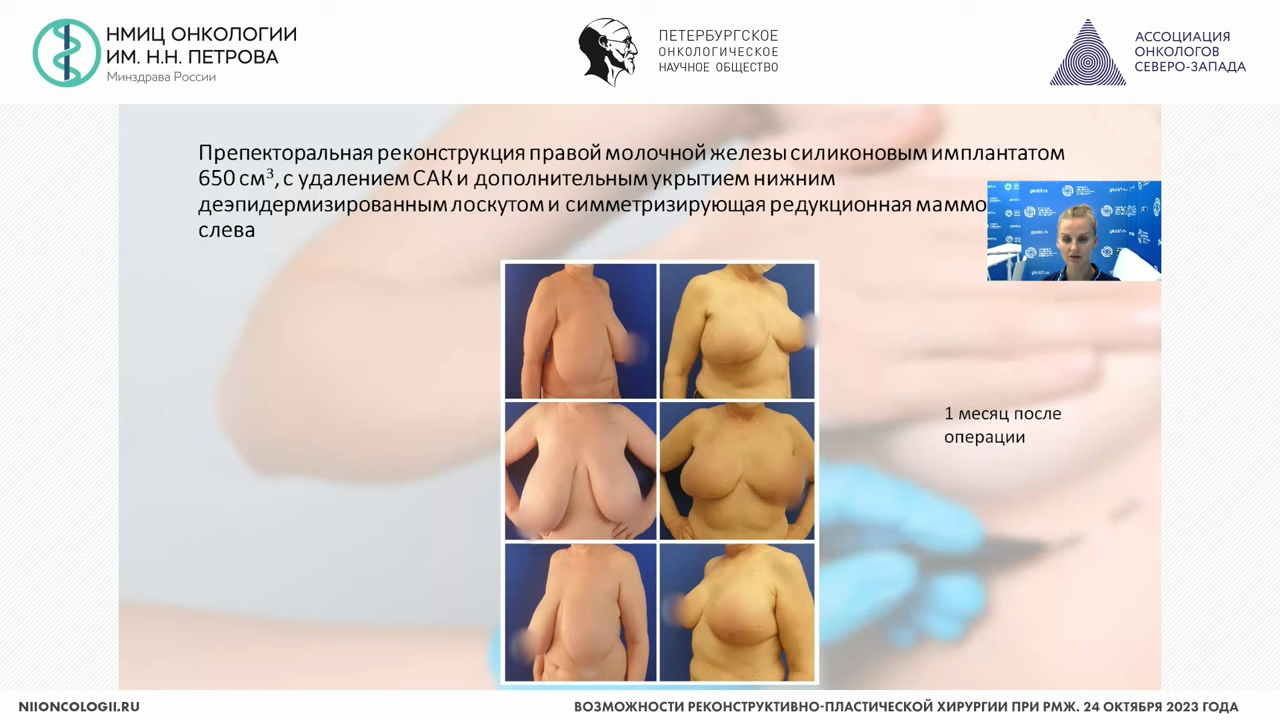 НМИЦ ОНКОЛОГИИ
ИМ. Н.Н. ПЕТРОВА
Минздрава России
ПЕТЕРБУРГСКОЕ
ОНКОЛОГИЧЕСКОЕ
НАУЧНОЕ ОБЩЕСТВО
АССОЦИАЦИЯ
ОНКОЛОГОВ
СЕВЕРО-ЗАПАДА
Препекторальная реконструкция правой молочной железы силиконовым имплантатом
650 см³, с удалением САК и дополнительным укрытием нижним
деэпидермизированным лоскутом и симметризирующая редукционная маммо
слева
1 месяц после
операции
NIIONCOLOGII.RU
ВОЗМОЖНОСТИ РЕКОНСТРУКТИВНО-ПЛАСТИЧЕСКОЙ ХИРУРГИИ ПРИ РМЖ. 24 ОКТЯБРЯ 2023 ГОДА